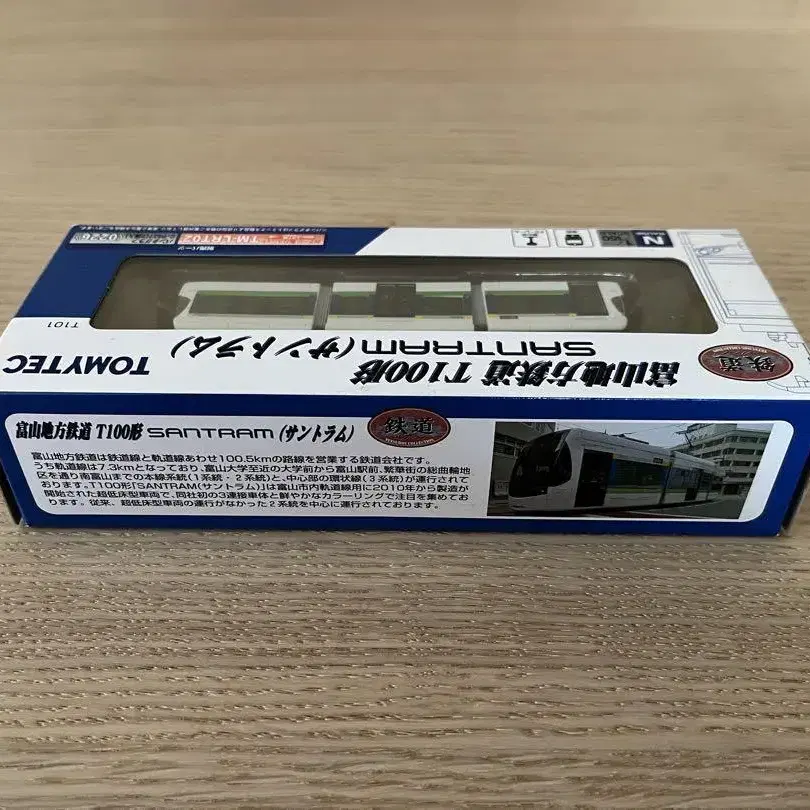 TM-LRT02
N
T101
TOMYTEC
富山地方鉄道 T100形
SANTRAM(サントラム)
鉄道
富山地方鉄道 T100形 SANTRAM (サントラム)
鉄道
富山地方鉄道は鉄道線と軌道線あわせ100.5kmの路線を営業する鉄道会社です。
うち軌道線は7.3kmとなっており、富山大学至近の大学前から富山駅前、繁華街の総曲輪地
区を通り南富山までの本線系統(1系統・2系統)と、中心部の環状線(3系統)が運行されて
おります。T100形「SANTRAM(サントラム)」は富山市内軌道線用に2010年から製造が
開始された超低床型車両で、同社初の3連接車体と鮮やかなカラーリングで注目を集めてお
ります。従来、超低床型車両の運行がなかった2系統を中心に運行されております。